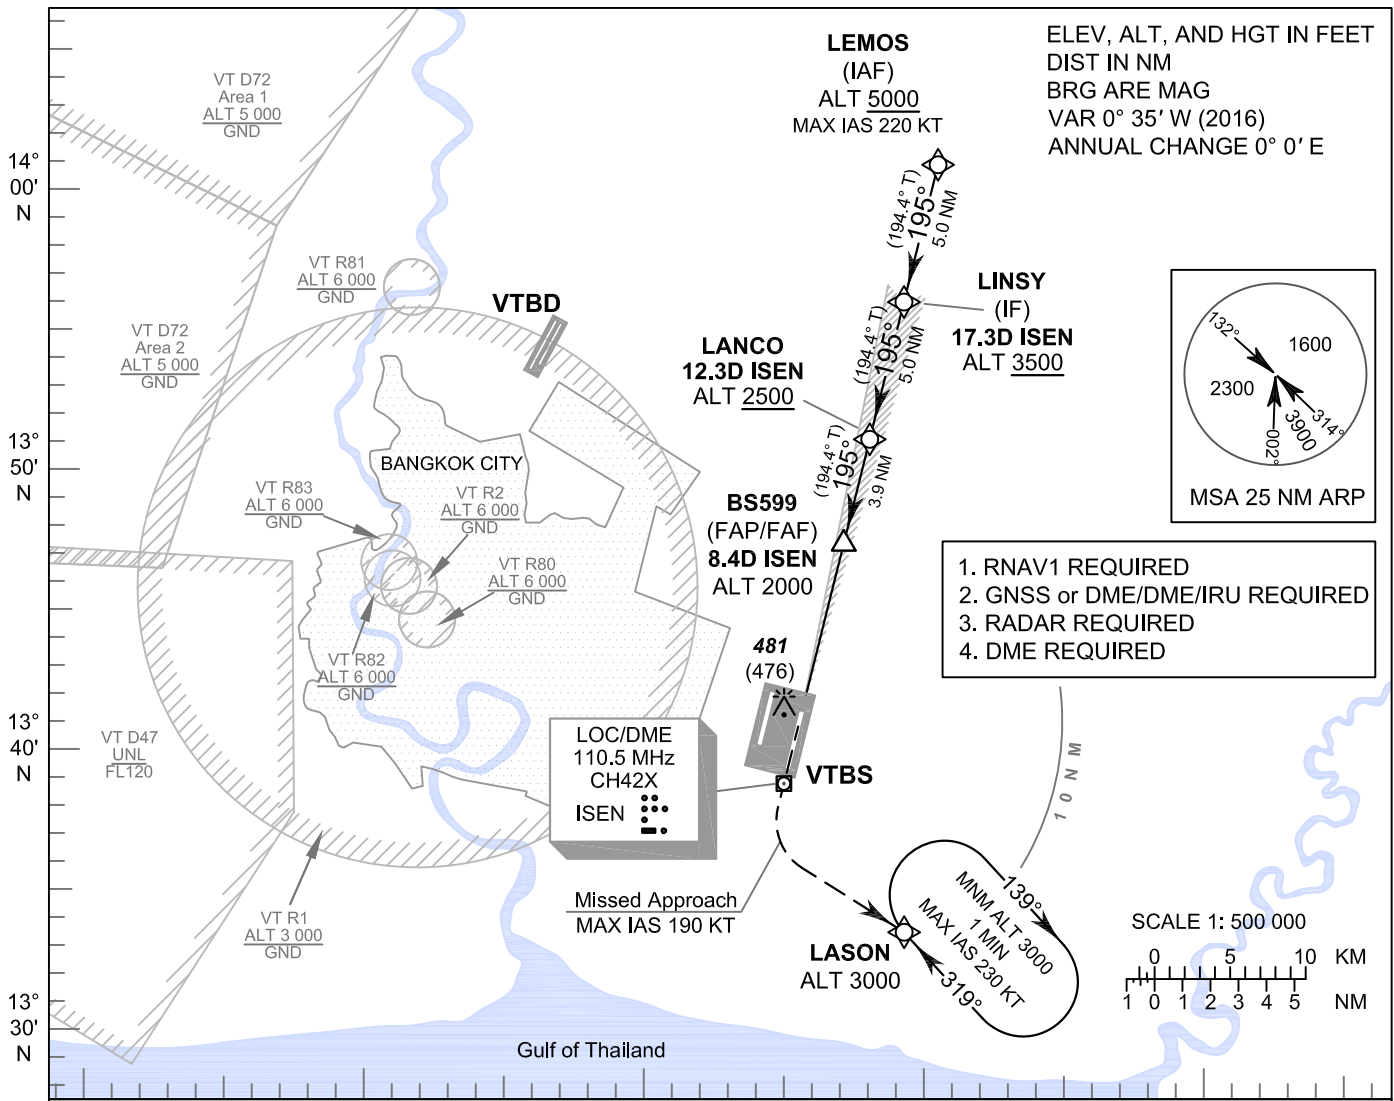 ELEV, ALT, AND HGT IN FEET
DIST IN NM
BRG ARE MAG
VAR 0° 35′ W (2016)
ANNUAL CHANGE 0° 0′ E
LEMOS
(IAF)
ALT 5000
MAX IAS 220 KT
VT D72
Area 1
ALT 5 000
GND
14°
00'
N
(194.4° T)
195°
5.0 NM
VT R81
ALT 6 000
GND
VTBD
LINSY
(IF)
17.3D ISEN
ALT 3500
VT D72
Area 2
ALT 5 000
GND
LANCO
12.3D ISEN
ALT 2500
(194.4° T)
195°
5.0 NM
132°
1600
2300
314°
3900
002°
MSA 25 NM ARP
13°
50'
N
BANGKOK CITY
(194.4° T)
195°
3.9 NM
VT R83
ALT 6 000
GND
VT R2
ALT 6 000
GND
BS599
(FAP/FAF)
8.4D ISEN
ALT 2000
VT R80
ALT 6 000
GND
1. RNAV1 REQUIRED
2. GNSS or DME/DME/IRU REQUIRED
3. RADAR REQUIRED
4. DME REQUIRED
VT R82
ALT 6 000
GND
481
(476)
13°
40'
N
VT D47
UNL
FL120
LOC/DME
110.5 MHz
CH42X
ISEN
VTBS
10 NM
VT R1
ALT 3 000
GND
Missed Approach
MAX IAS 190 KT
139°
MNM ALT 3000
1 MIN
MAX IAS 230 KT
319°
LASON
ALT 3000
SCALE 1: 500 000
0 5 10 KM
1 0 1 2 3 4 5 NM
13°
30'
N
Gulf of Thailand